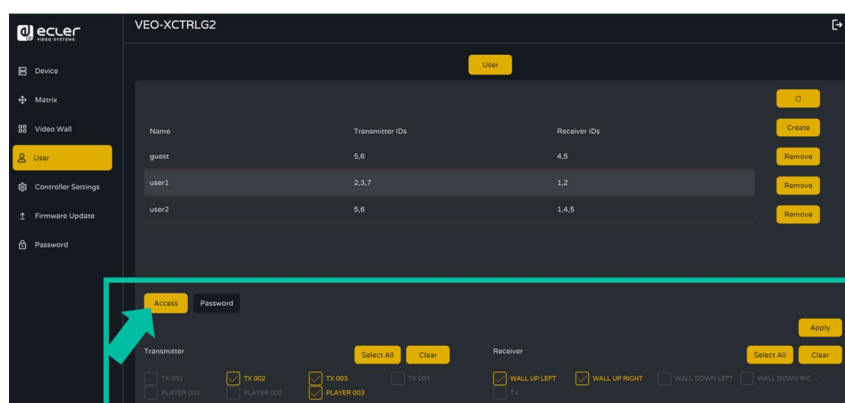 ecler
VIDEO SYSTEMS
VEO-XCTRLG2
Device
Matrix
Video Wall
User
Controller Settings
Firmware Update
Password
User
Name Transmitter IDs Receiver IDs
Create
guest 5,6 4,5 Remove
user1 2,3,7 1,2 Remove
user2 5,6 1,4,5 Remove
Access Password
Apply
Transmitter Select All Clear Receiver Select All Clear
TX 001 TX 002 TX 003 TX 004 WALL UP LEFT WALL UP RIGHT WALL DOWN LEFT WALL DOWN RIG...
PLAYER 001 PLAYER 002 PLAYER 003 TV